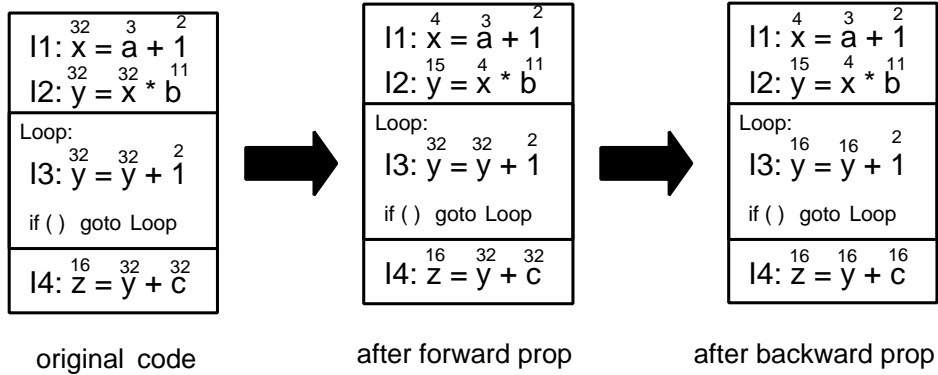 32 3 2
I1: x = a + 1
32 32 11
I2: y = x * b
Loop:
32 32 2
I3: y = y + 1
if ( ) goto Loop
16 32 32
I4: z = y + c
original code
4 3 2
I1: x = a + 1
15 4 11
I2: y = x * b
Loop:
32 32 2
I3: y = y + 1
if ( ) goto Loop
16 32 32
I4: z = y + c
after forward prop
4 3 2
I1: x = a + 1
15 4 11
I2: y = x * b
Loop:
16 16 2
I3: y = y + 1
if ( ) goto Loop
16 16 16
I4: z = y + c
after backward prop